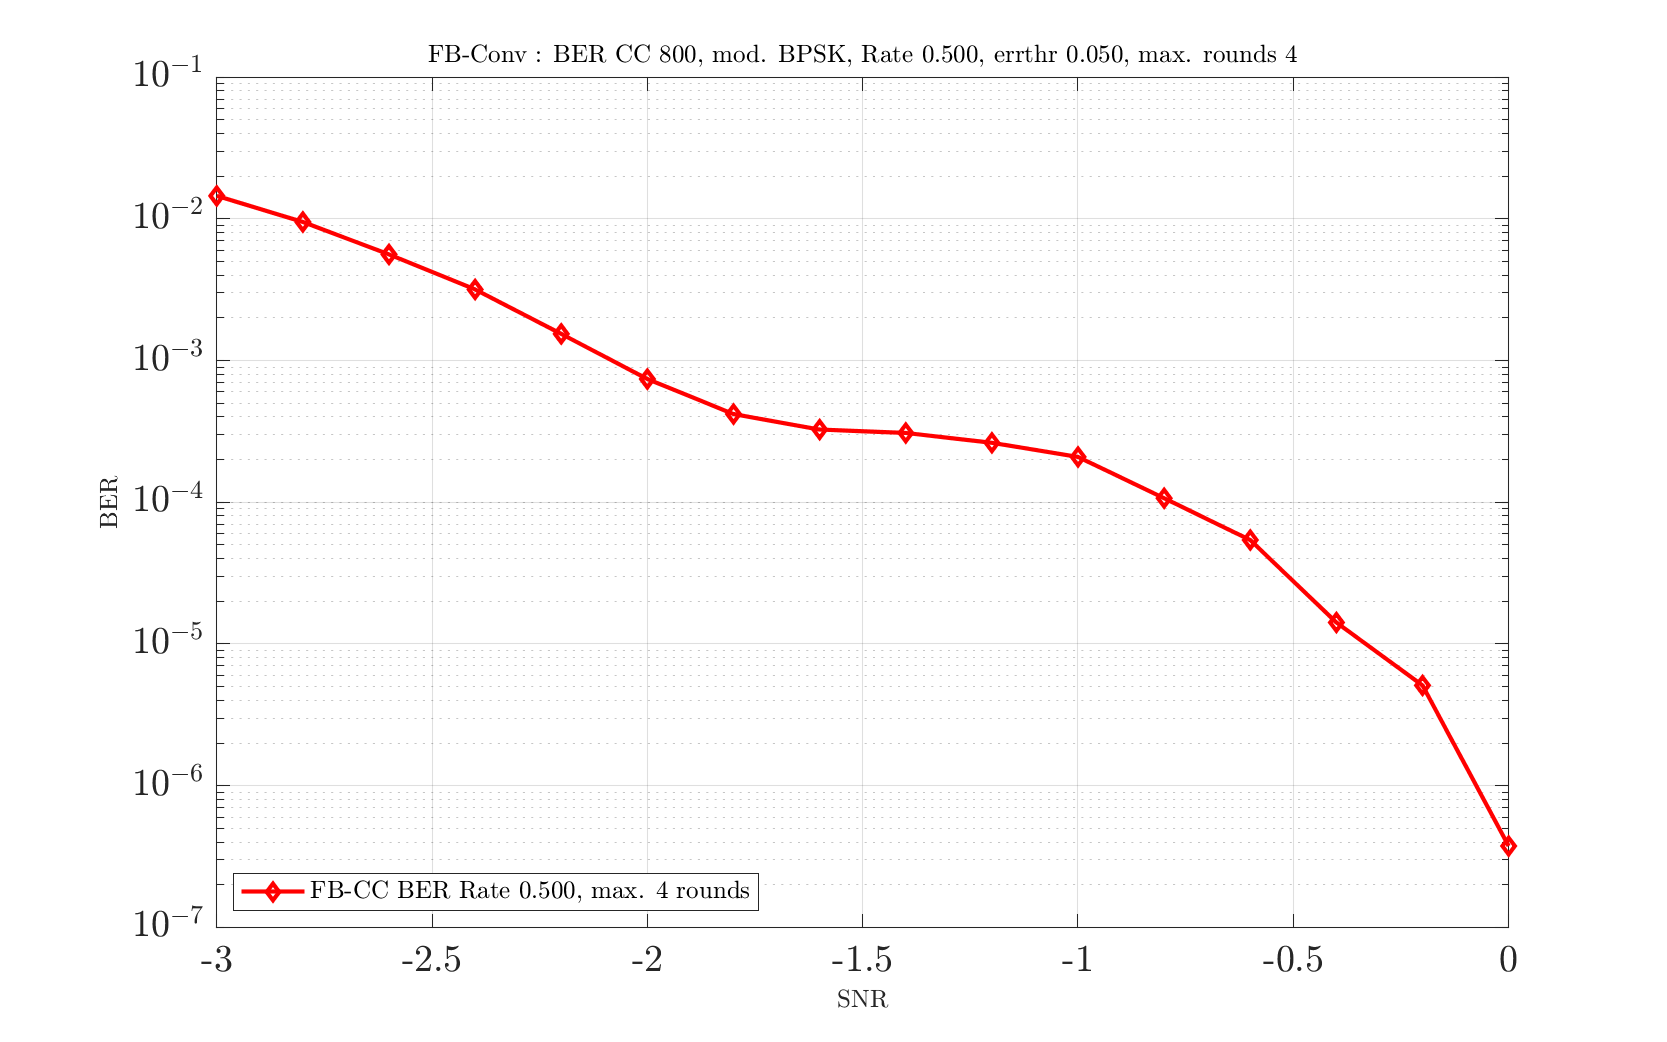 FB-Conv : BER CC 800, mod. BPSK, Rate 0.500, errthr 0.050, max. rounds 4
10^{-1}
10^{-2}
10^{-3}
10^{-4}
10^{-5}
10^{-6}
10^{-7}
BER
FB-CC BER Rate 0.500, max. 4 rounds
-3 -2.5 -2 -1.5 -1 -0.5 0
SNR